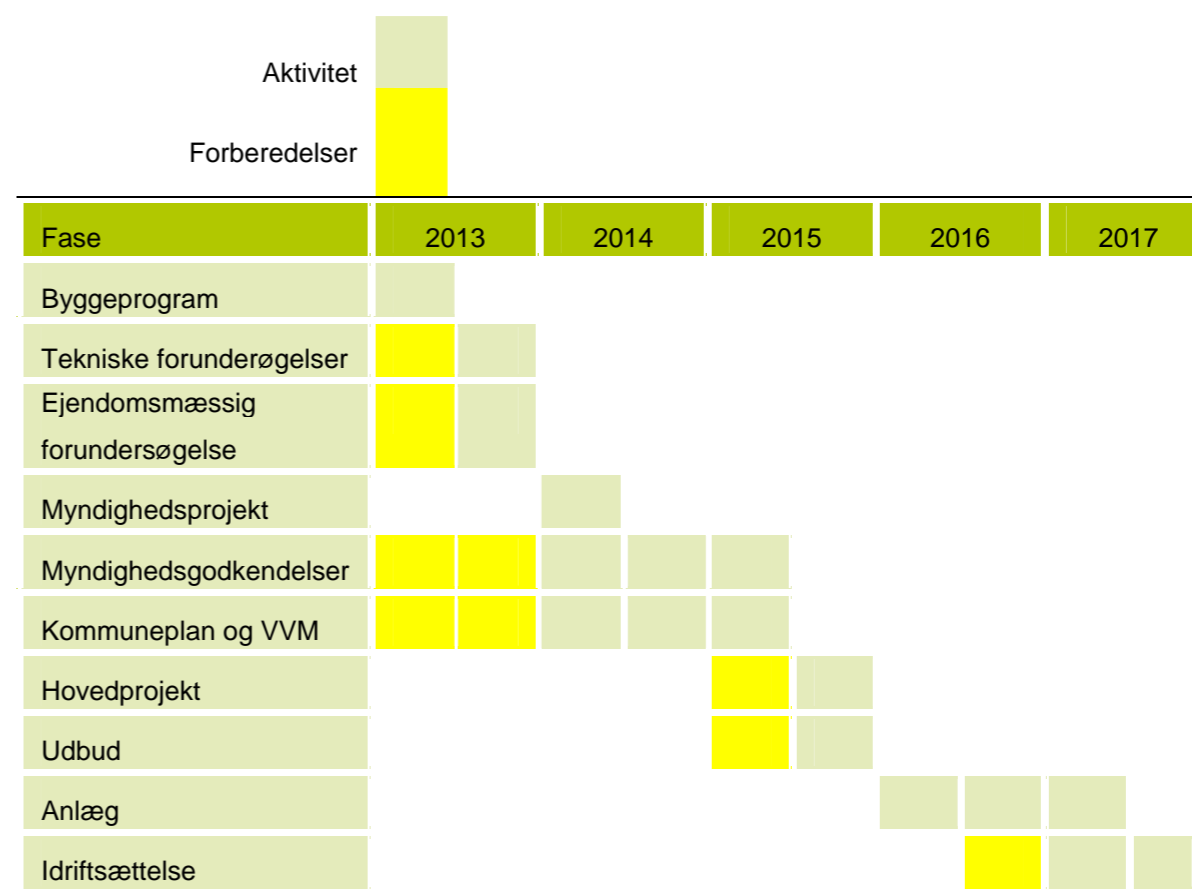 Aktivitet
Forberedelser
Fase 2013 2014 2015 2016 2017
Byggeprogram
Tekniske forunderøgelser
Ejendomsmæssig
forundersøgelse
Myndighedsprojekt
Myndighedsgodkendelser
Kommuneplan og VVM
Hovedprojekt
Udbud
Anlæg
Idriftsættelse